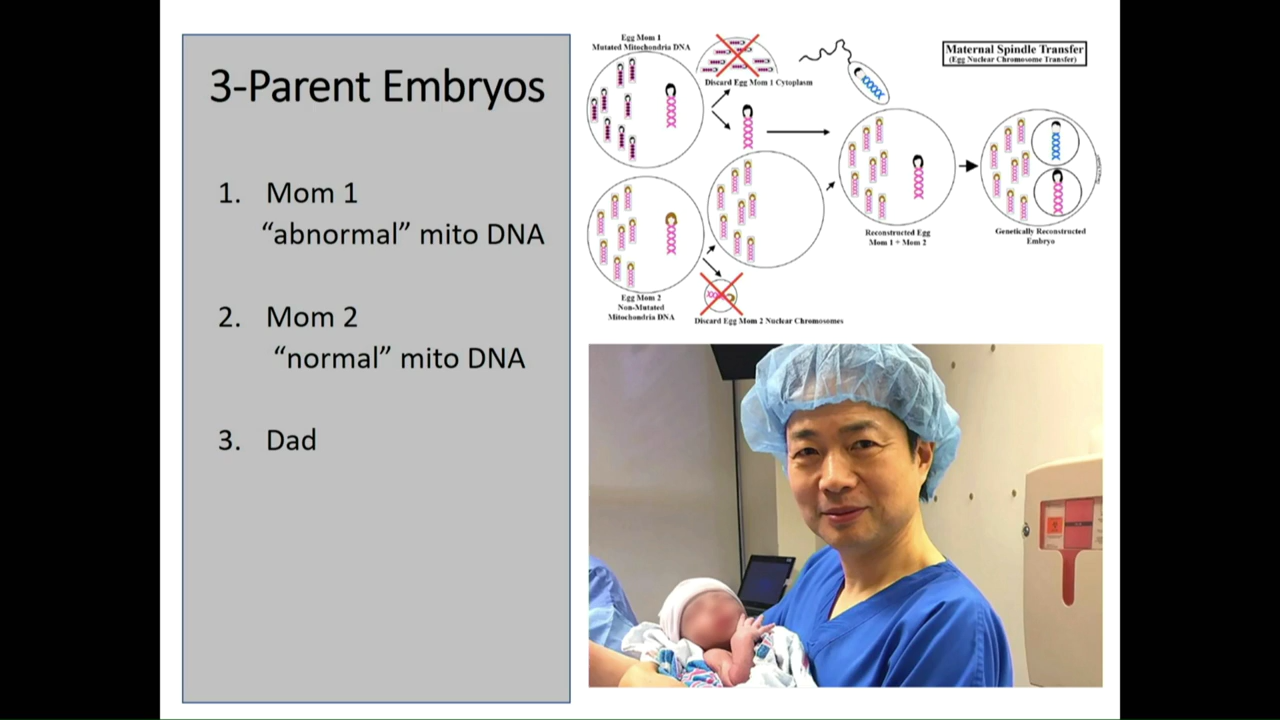 3-Parent Embryos
1. Mom 1
“abnormal” mito DNA
2. Mom 2
“normal” mito DNA
3. Dad
Egg Mom 1
Mutated Mitochondria DNA
Discard Egg Mom 1 Cytoplasm
Maternal Spindle Transfer
(Egg Nuclear Chromosome Transfer)
Reconstructed Egg
Mom 1 + Mom 2
Genetically Reconstructed
Embryo
Egg Mom 2
Non-Mutated
Mitochondria DNA
Discard Egg Mom 2 Nuclear Chromosomes